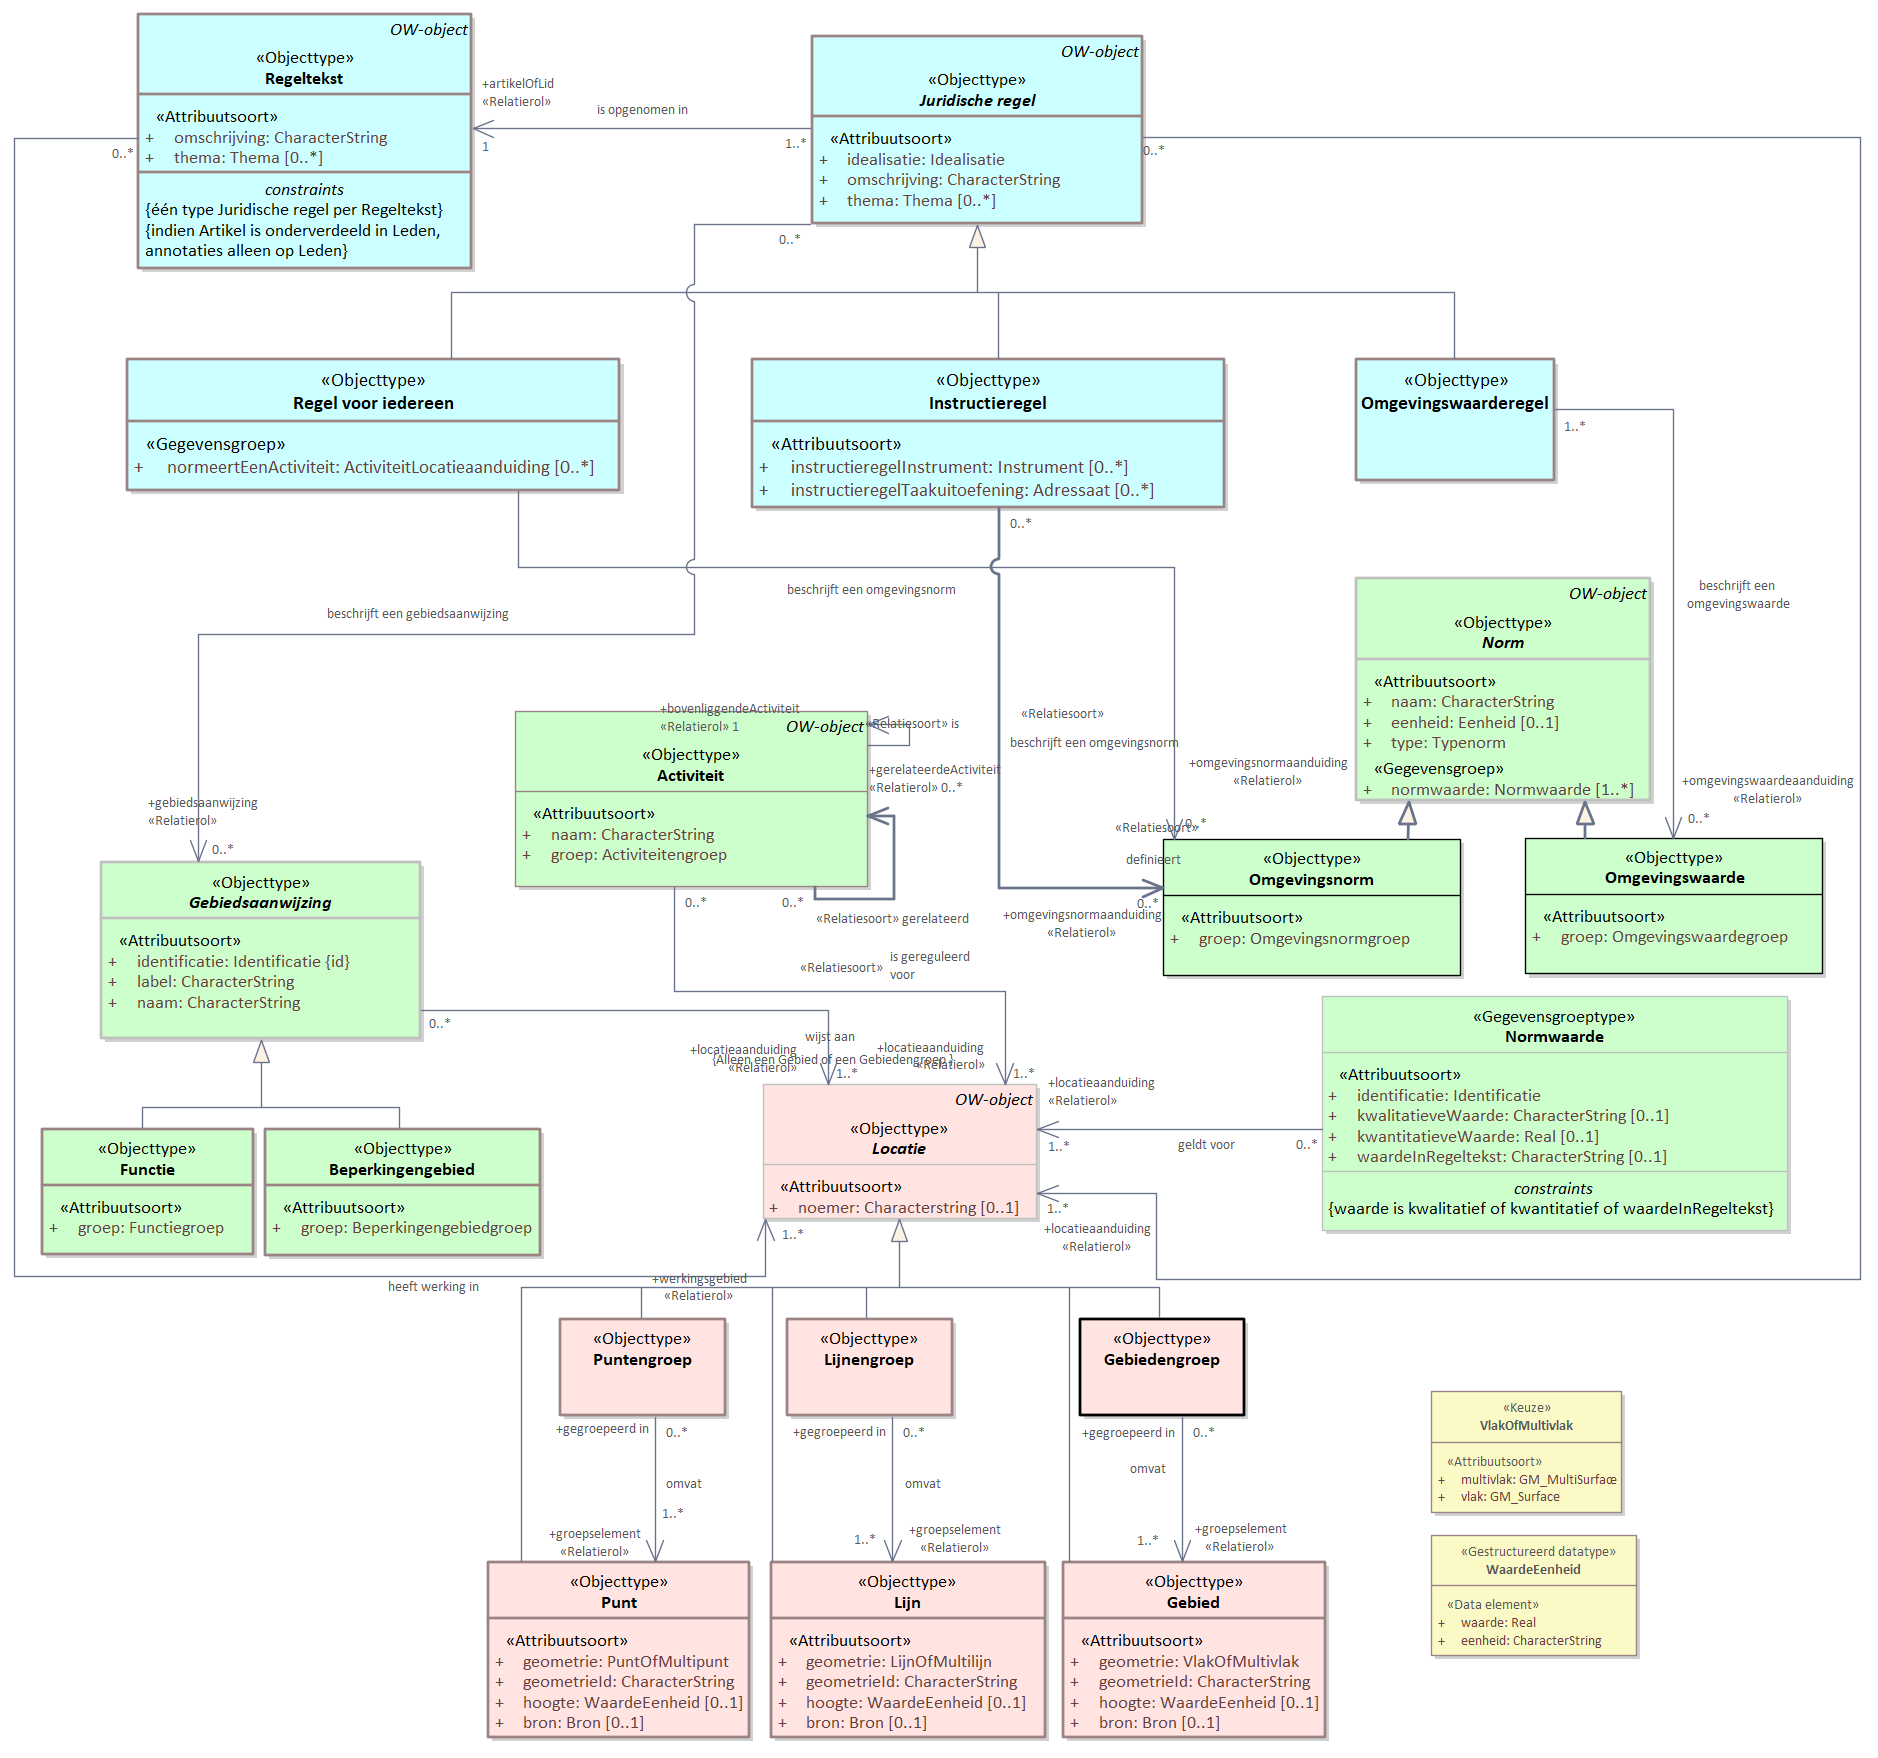 OW-object
«Objecttype»
Regeltekst
«Attribuutsoort»
+ omschrijving: CharacterString
+ thema: Thema [0..*]
constraints
{één type Juridische regel per Regeltekst}
{indien Artikel is onderverdeeld in Leden,
annotaties alleen op Leden}
0..*
+artikelOfLid
«Relatierol»
1
is opgenomen in
1..*
OW-object
«Objecttype»
Juridische regel
«Attribuutsoort»
+ idealisatie: Idealisatie
+ omschrijving: CharacterString
+ thema: Thema [0..*]
0..*
0..*
«Objecttype»
Regel voor iedereen
«Gegevensgroep»
+ normeertEenActiviteit: ActiviteitLocatieaanduiding [0..*]
«Objecttype»
Instructieregel
«Attribuutsoort»
+ instructieregelInstrument: Instrument [0..*]
+ instructieregelTaakuitoefening: Adressaat [0..*]
0..*
«Objecttype»
Omgevingswaarderegel
1..*
beschrijft een gebiedsaanwijzing
beschrijft een omgevingsnorm
beschrijft een
omgevingswaarde
OW-object
«Objecttype»
Norm
«Attribuutsoort»
+ naam: CharacterString
+ eenheid: Eenheid [0..1]
+ type: Typenorm
«Gegevensgroep»
+ normwaarde: Normwaarde [1..*]
+bovenliggendeActiviteit
«Relatierol» 1
OW-object
«Relatiesoort» is
«Objecttype»
Activiteit
«Attribuutsoort»
+ naam: CharacterString
+ groep: Activiteitengroep
+gerelateerdeActiviteit
«Relatierol» 0..*
0..*
0..*
«Relatiesoort» gerelateerd
«Relatiesoort»
beschrijft een omgevingsnorm
+omgevingsnormaanduiding
«Relatierol»
0..*
«Relatiesoort»
definieert
+omgevingswaardeaanduiding
«Relatierol»
0..*
+gebiedsaanwijzing
«Relatierol»
0..*
«Objecttype»
Gebiedsaanwijzing
«Attribuutsoort»
+ identificatie: Identificatie {id}
+ label: CharacterString
+ naam: CharacterString
0..*
0..*
+omgevingsnormaanduiding
«Relatierol»
«Objecttype»
Omgevingsnorm
«Attribuutsoort»
+ groep: Omgevingsnormgroep
«Objecttype»
Omgevingswaarde
«Attribuutsoort»
+ groep: Omgevingswaardegroep
«Relatiesoort»
is gereguleerd
voor
wijst aan
+locatieaanduiding
{Alleen een Gebied of een Gebiedengroep }
«Relatierol»
1..*
+locatieaanduiding
«Relatierol»
1..*
«Gegevensgroeptype»
Normwaarde
«Attribuutsoort»
+ identificatie: Identificatie
+ kwalitatieveWaarde: CharacterString [0..1]
+ kwantitatieveWaarde: Real [0..1]
+ waardeInRegeltekst: CharacterString [0..1]
constraints
{waarde is kwalitatief of kwantitatief of waardeInRegeltekst}
+locatieaanduiding
«Relatierol»
1..*
geldt voor
0..*
OW-object
«Objecttype»
Locatie
«Attribuutsoort»
+ noemer: Characterstring [0..1]
1..*
+locatieaanduiding
«Relatierol»
1..*
«Objecttype»
Functie
«Attribuutsoort»
+ groep: Functiegroep
«Objecttype»
Beperkingengebied
«Attribuutsoort»
+ groep: Beperkingengebiedgroep
heeft werking in
+werkingsgebied
«Relatierol»
«Objecttype»
Puntengroep
«Objecttype»
Lijnengroep
«Objecttype»
Gebiedengroep
+gegroepeerd in
0..*
omvat
1..*
+groepselement
«Relatierol»
+gegroepeerd in
0..*
omvat
1..*
+groepselement
«Relatierol»
+gegroepeerd in
0..*
omvat
1..*
+groepselement
«Relatierol»
«Objecttype»
Punt
«Attribuutsoort»
+ geometrie: PuntOfMultipunt
+ geometrieId: CharacterString
+ hoogte: WaardeEenheid [0..1]
+ bron: Bron [0..1]
«Objecttype»
Lijn
«Attribuutsoort»
+ geometrie: LijnOfMultilijn
+ geometrieId: CharacterString
+ hoogte: WaardeEenheid [0..1]
+ bron: Bron [0..1]
«Objecttype»
Gebied
«Attribuutsoort»
+ geometrie: VlakOfMultivlak
+ geometrieId: CharacterString
+ hoogte: WaardeEenheid [0..1]
+ bron: Bron [0..1]
«Keuze»
VlakOfMultivlak
«Attribuutsoort»
+ multivlak: GM_MultiSurface
+ vlak: GM_Surface
«Gestructureerd datatype»
WaardeEenheid
«Data element»
+ waarde: Real
+ eenheid: CharacterString